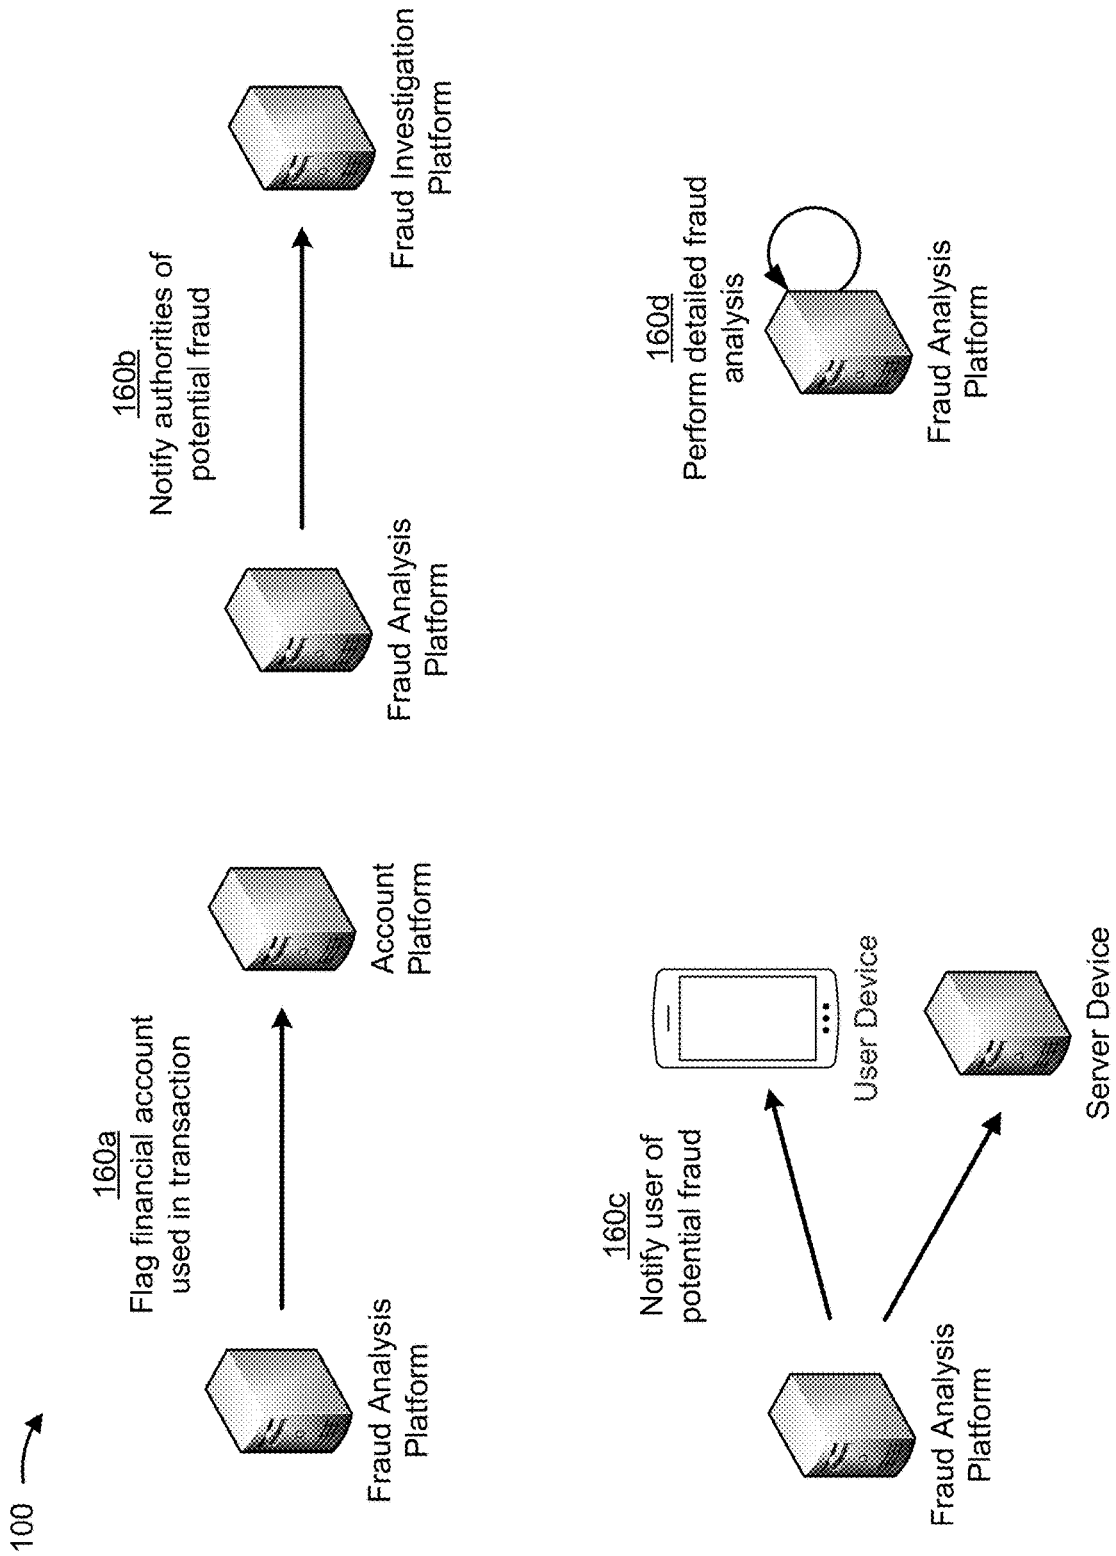 100
160a
Flag financial account
used in transaction
Fraud Analysis
Platform
Account
Platform
160b
Notify authorities of
potential fraud
Fraud Analysis
Platform
Fraud Investigation
Platform
160c
Notify user of
potential fraud
Fraud Analysis
Platform
User Device
Server Device
160d
Perform detailed fraud
analysis
Fraud Analysis
Platform